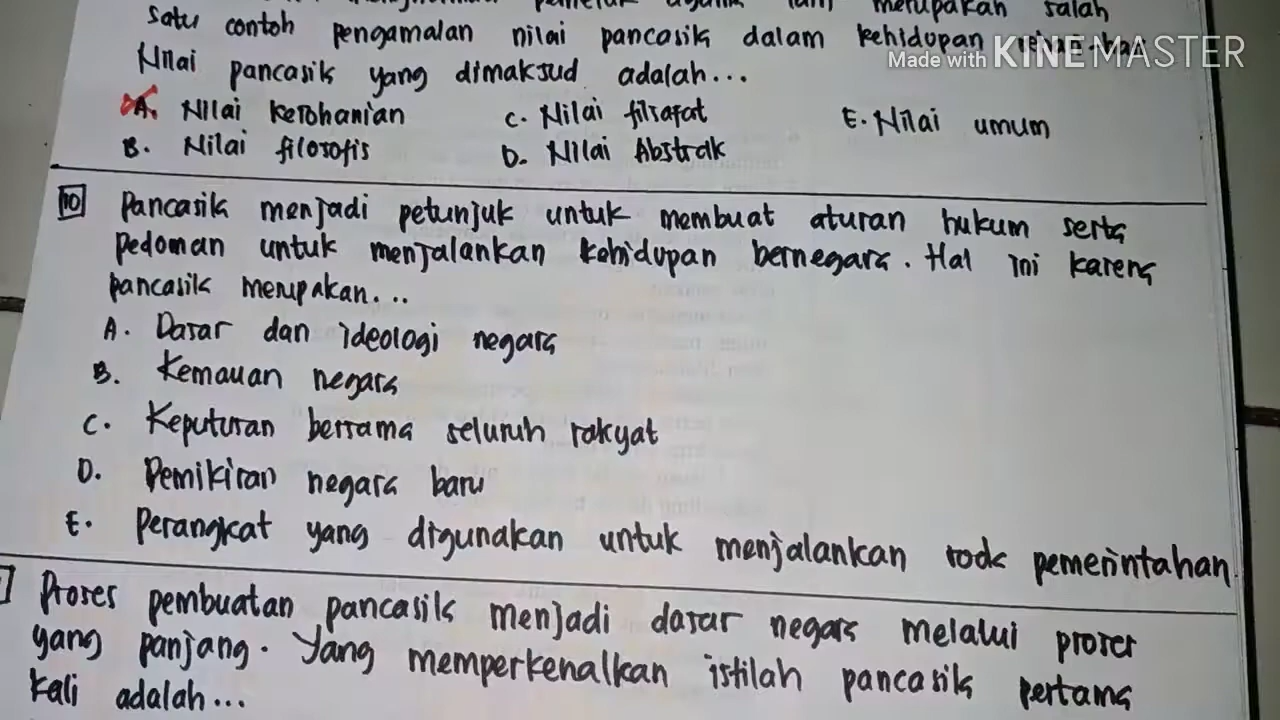 pemeluk agama lain merupakan salah
satu contoh pengamalan nilai pancasila dalam kehidupan
Made with KINEMASTER
Nilai pancasila yang dimaksud adalah...
A. Nilai kerohanian C. Nilai filsafat E. Nilai umum
B. Nilai filosofis D. Nilai Abstrak
10 Pancasila menjadi petunjuk untuk membuat aturan hukum serta
pedoman untuk menjalankan kehidupan bernegara. Hal ini karena
pancasila merupakan...
A. Dasar dan ideologi negara
B. Kemauan negara
C. Keputusan bersama seluruh rakyat
D. Pemikiran negara baru
E. Perangkat yang digunakan untuk menjalankan roda pemerintahan
Proses pembuatan pancasila menjadi dasar negara melalui proses
yang panjang. Yang memperkenalkan istilah pancasila pertama
kali adalah...